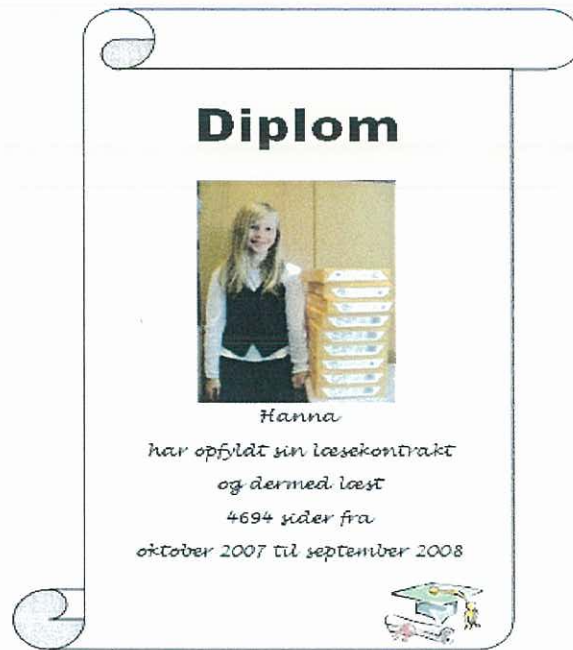 Diplom
Hanna
har opfyldt sin læsekontrakt
og dermed læst
4694 sider fra
oktober 2007 til september 2008